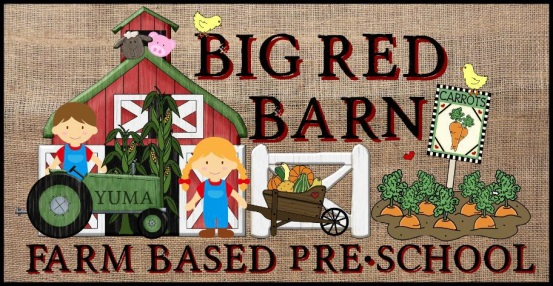 BIG RED
BARN
CARROTS
YUMA
FARM BASED PRE•SCHOOL